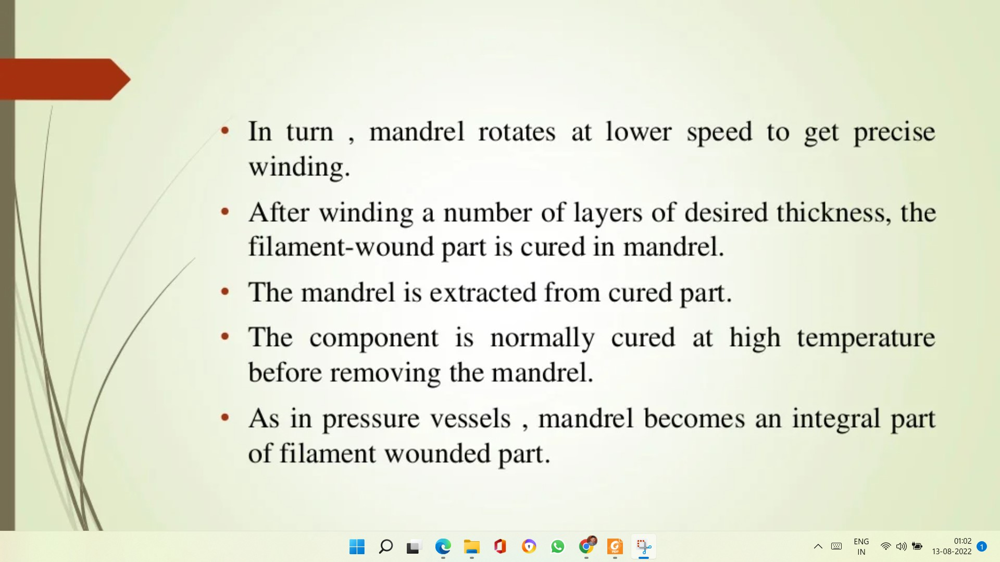 • In turn , mandrel rotates at lower speed to get precise
winding.
• After winding a number of layers of desired thickness, the
filament-wound part is cured in mandrel.
• The mandrel is extracted from cured part.
• The component is normally cured at high temperature
before removing the mandrel.
• As in pressure vessels , mandrel becomes an integral part
of filament wounded part.
PDF
ENG
IN
01:02
13-08-2022
1